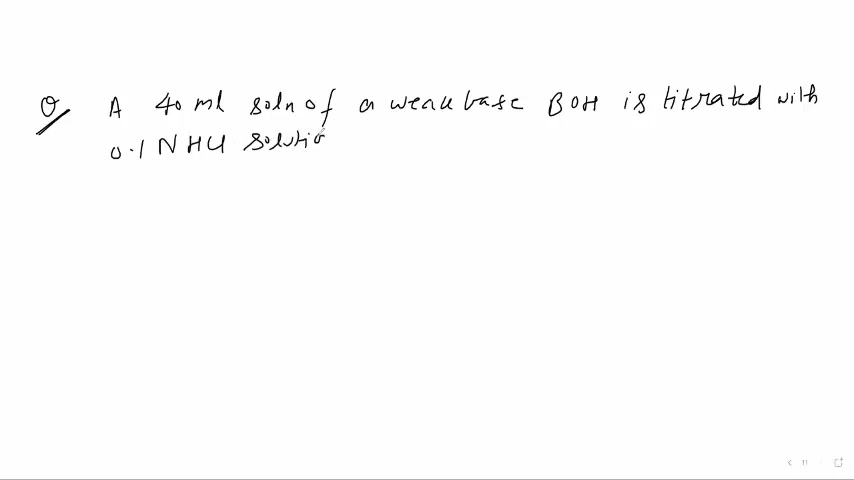 Q A 40 ml soln of a weak base BOH is titrated with
0.1 N HCl solutio